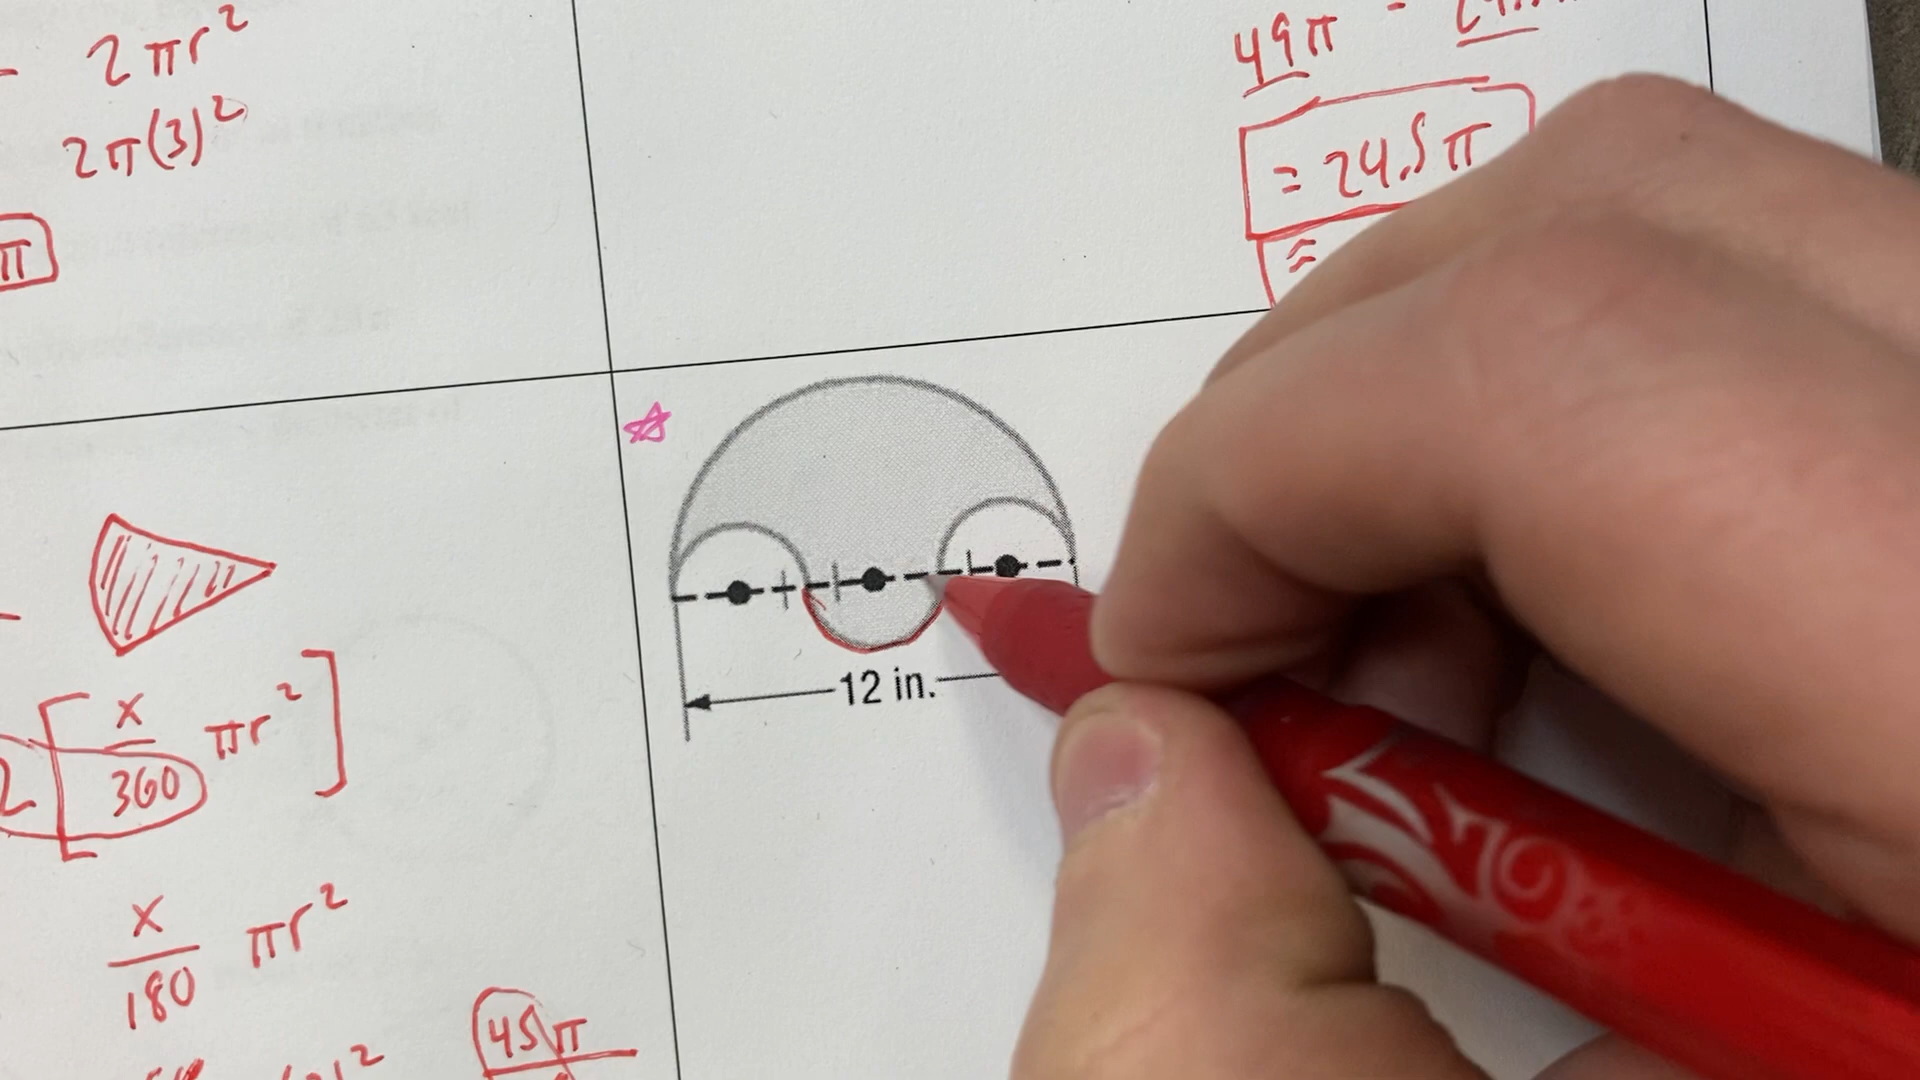 2πr²
2π(3)²
π
49π -
= 24.5π
≈
12 in.
2 [ x/360 πr² ]
x/180 πr²
45π